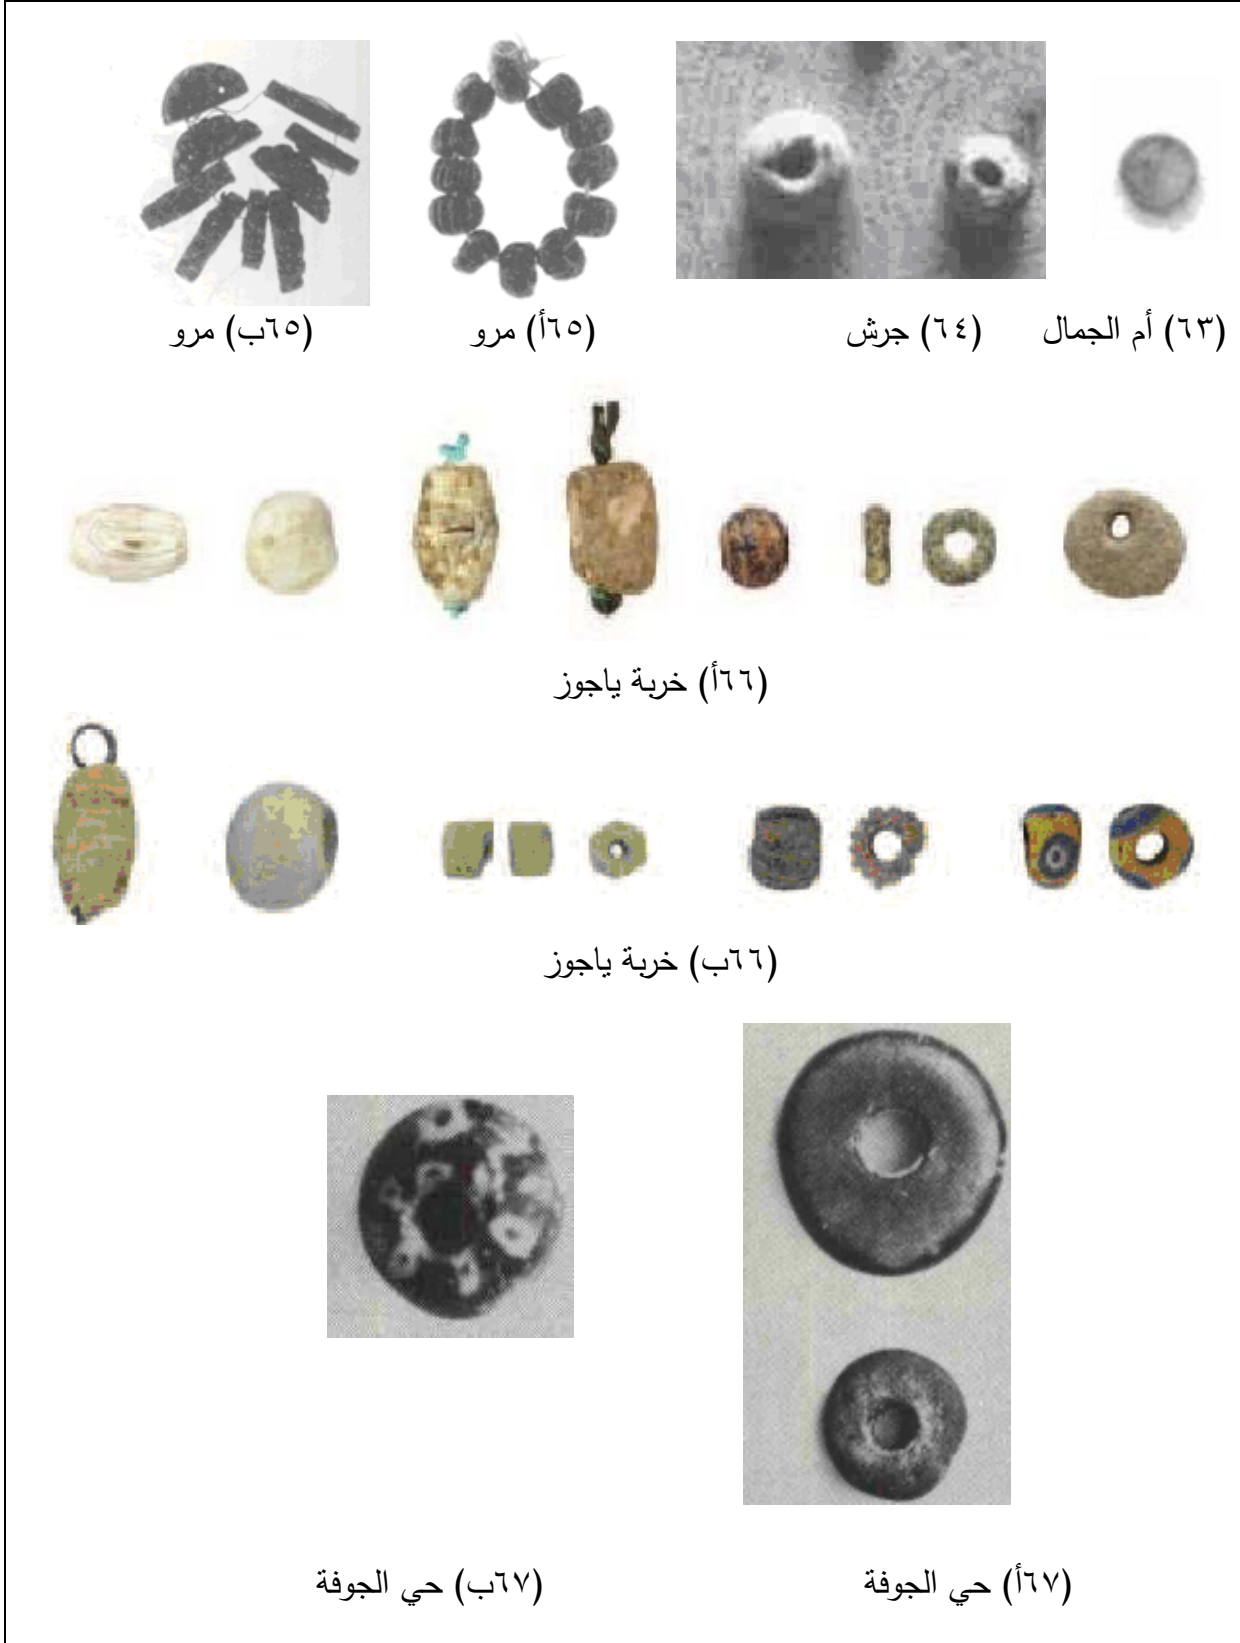 (٦٣) أم الجمال (٦٤) جرش (٦٥أ) مرو (٦٥ب) مرو
(٦٦أ) خربة ياجوز
(٦٦ب) خربة ياجوز
(٦٧أ) حي الجوفة (٦٧ب) حي الجوفة